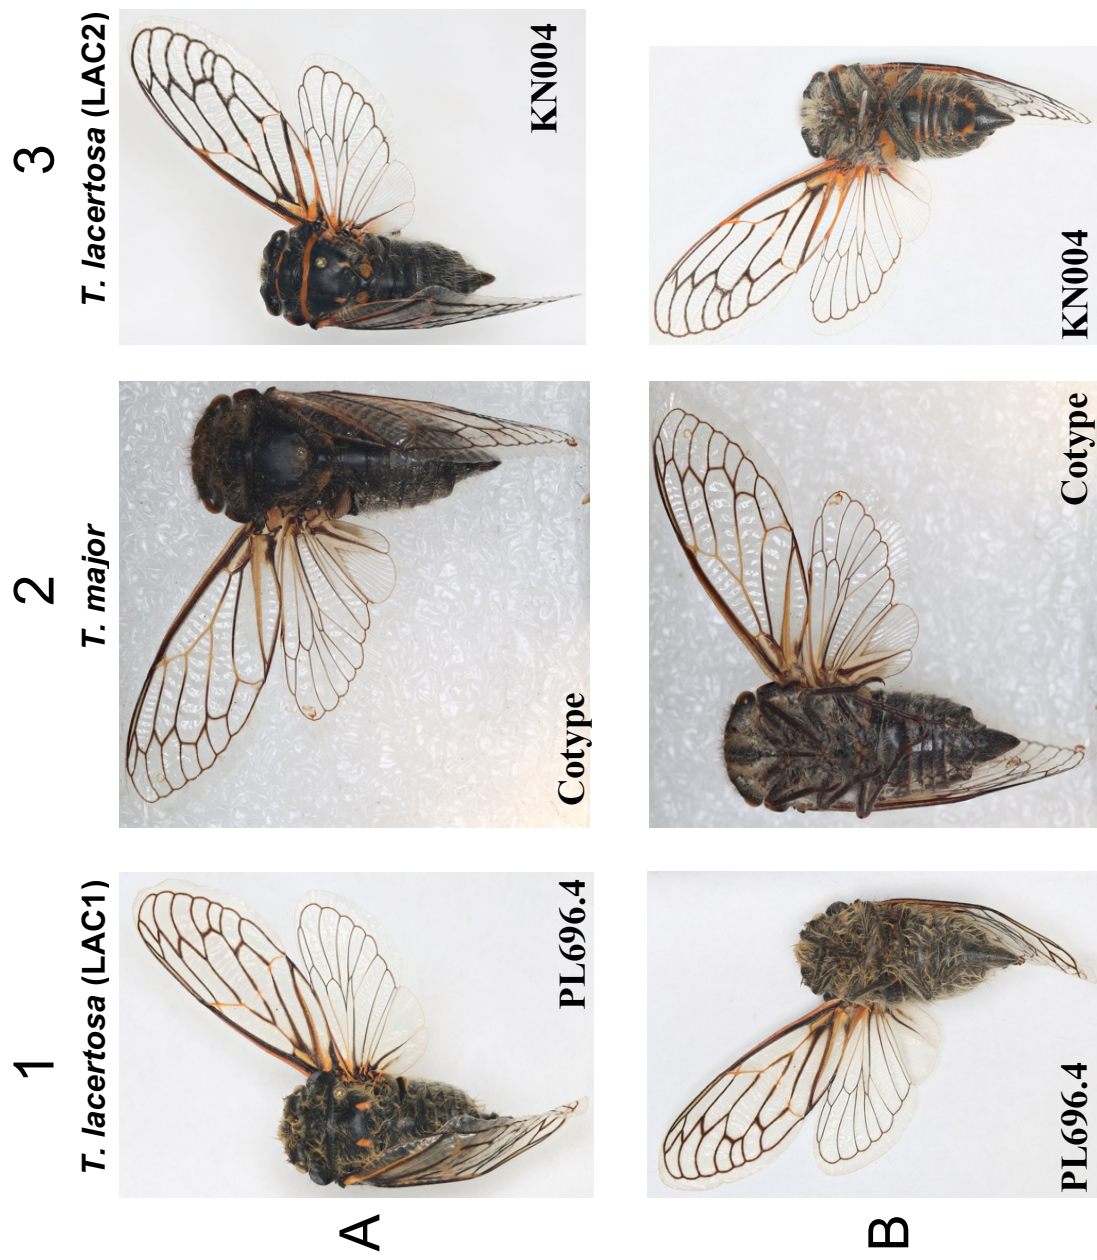 1
2
3
T. lacertosa (LAC1)
T. major
T. lacertosa (LAC2)
A
PL696.4
Cotype
KN004
B
PL696.4
Cotype
KN004